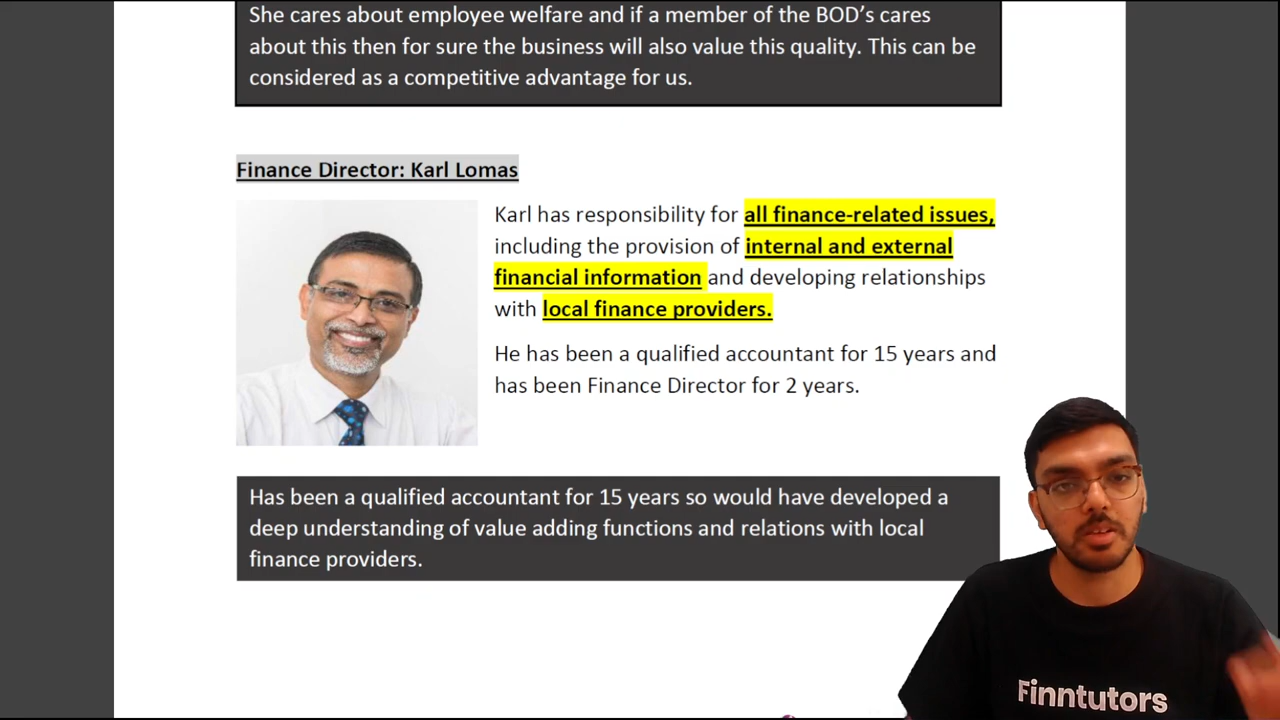 She cares about employee welfare and if a member of the BOD’s cares
about this then for sure the business will also value this quality. This can be
considered as a competitive advantage for us.
Finance Director: Karl Lomas
Karl has responsibility for all finance-related issues,
including the provision of internal and external
financial information and developing relationships
with local finance providers.
He has been a qualified accountant for 15 years and
has been Finance Director for 2 years.
Has been a qualified accountant for 15 years so would have developed a
deep understanding of value adding functions and relations with local
finance providers.
Finntutors